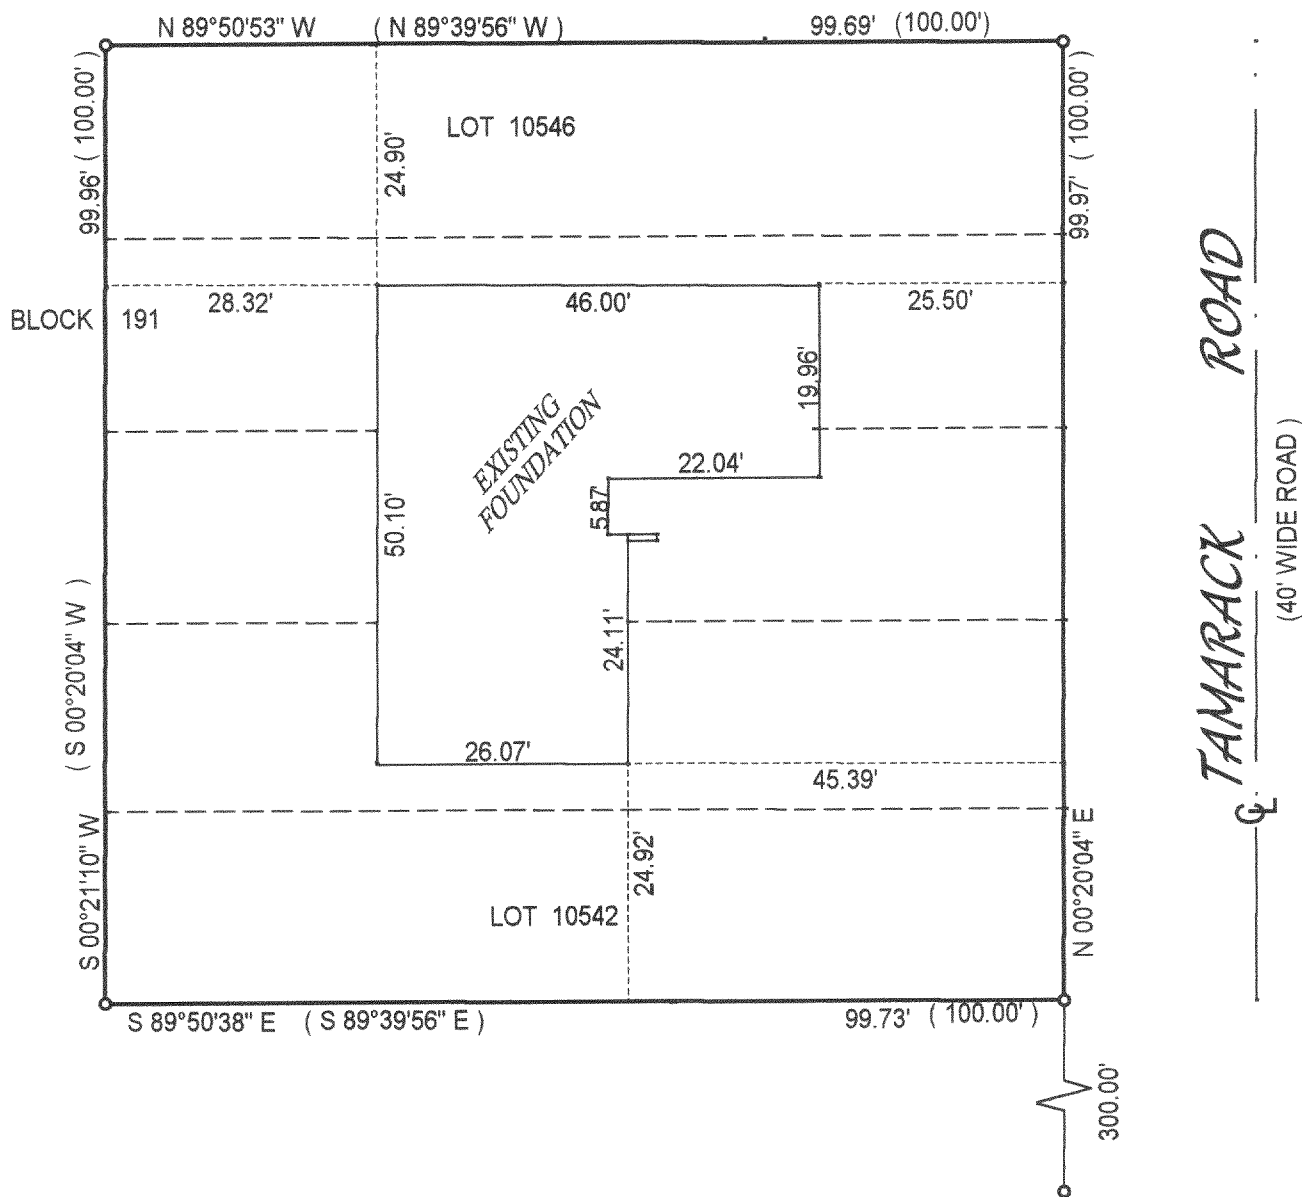 N 89°50'53" W ( N 89°39'56" W ) 99.69' (100.00')
99.96' ( 100.00' )
24.90'
LOT 10546
99.97' ( 100.00' )
28.32' 46.00' 25.50'
BLOCK 191
19.96'
EXISTING
FOUNDATION
22.04'
5.87'
50.10'
24.11'
TAMARACK ROAD
(40' WIDE ROAD )
CL
( S 00°20'04" W )
26.07'
45.39'
S 00°21'10" W
24.92'
N 00°20'04" E
LOT 10542
S 89°50'38" E ( S 89°39'56" E ) 99.73' ( 100.00' )
300.00'